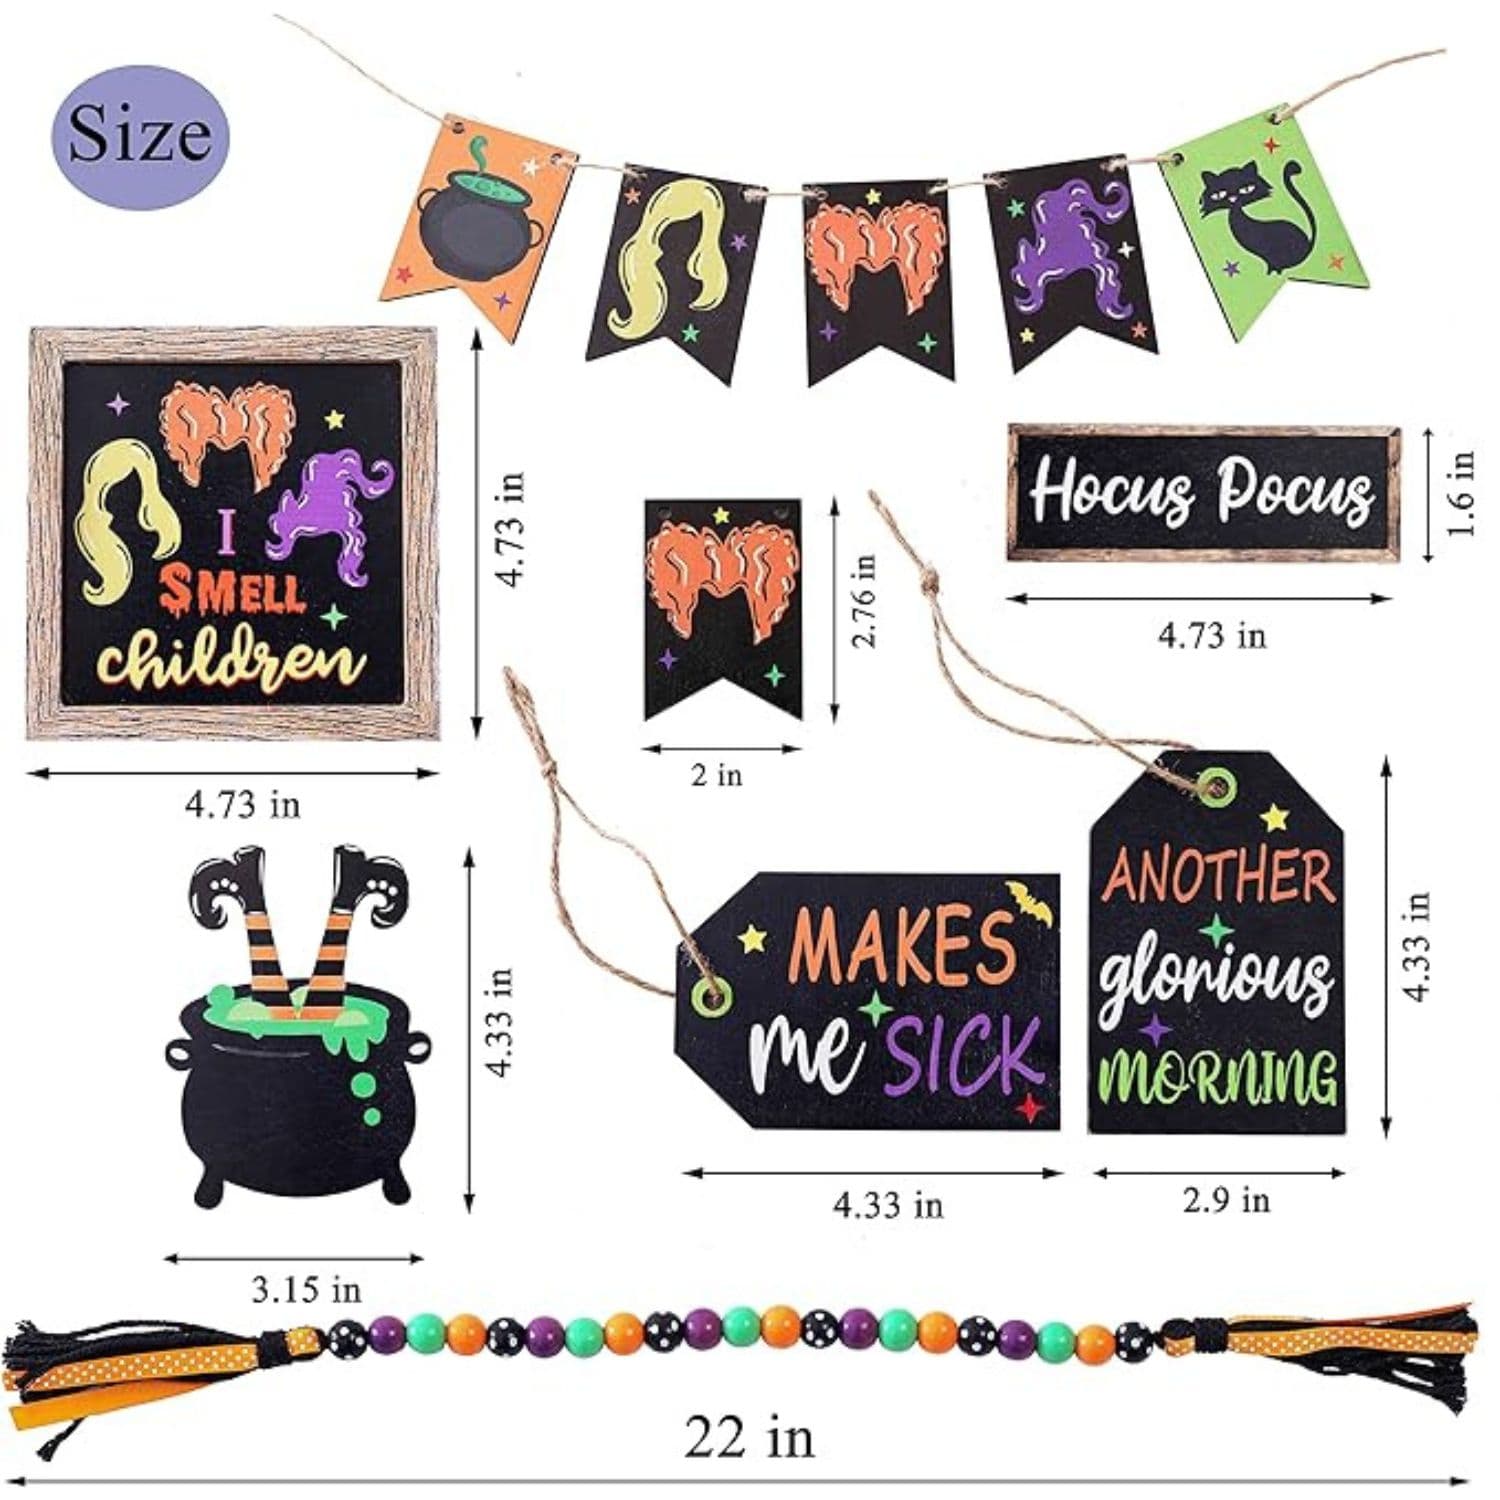 Size
I
SMELL
children
4.73 in
4.73 in
2.76 in
2 in
Hocus Pocus
1.6 in
4.73 in
MAKES
me SICK
4.33 in
ANOTHER
glorious
MORNING
4.33 in
2.9 in
4.33 in
3.15 in
22 in